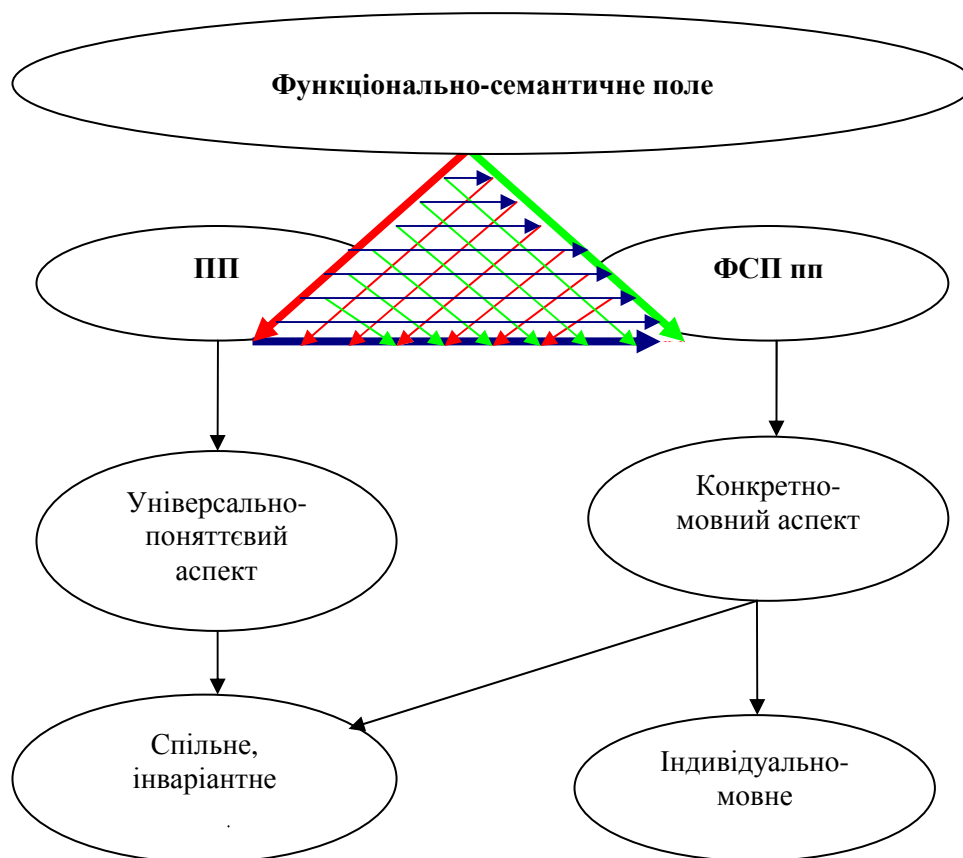 Функціонально-семантичне поле
ПП
ФСП пп
Універсально-
поняттєвий
аспект
Конкретно-
мовний аспект
Спільне,
інваріантне
.
Індивідуально-
мовне